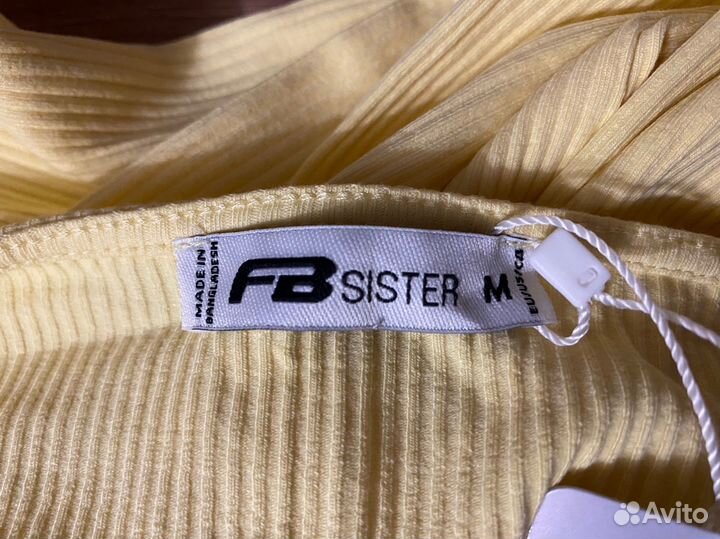 MADE IN
BANGLADESH
FB SISTER M
EU/US/CA
Avito